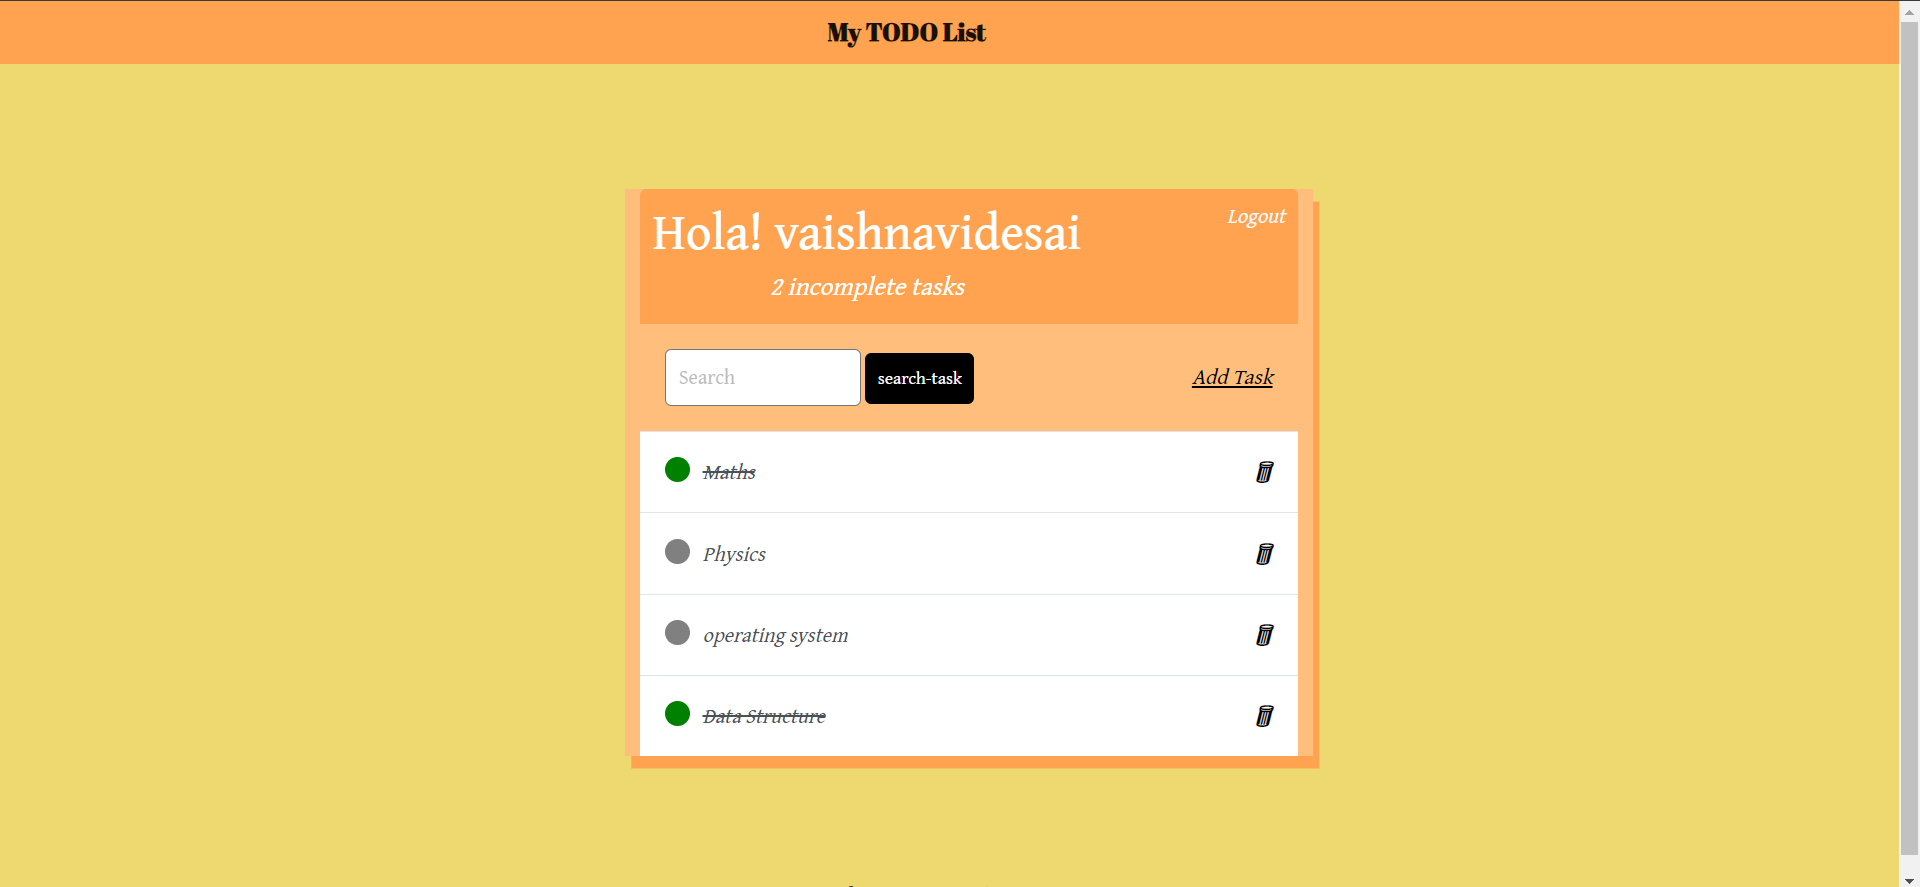 My TODO List
Hola! vaishnavidesai
Logout
2 incomplete tasks
Search
search-task
Add Task
Maths
Physics
operating system
Data Structure